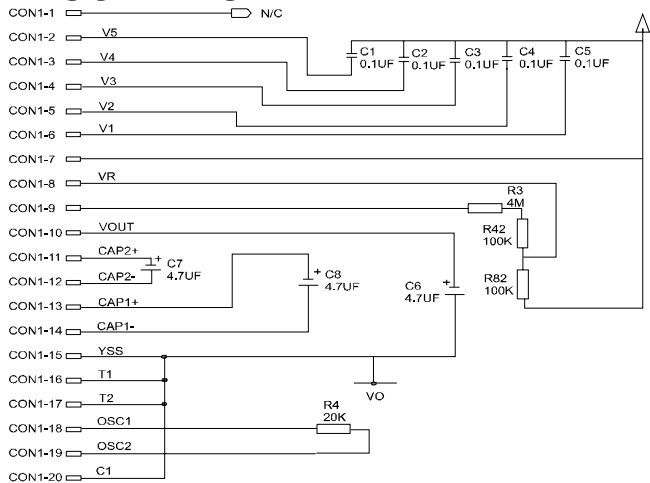 CON1-1 N/C
CON1-2 V5
CON1-3 V4
CON1-4 V3
CON1-5 V2
CON1-6 V1
CON1-7
CON1-8 VR
CON1-9
CON1-10 VOUT
CON1-11 CAP2+
CON1-12 CAP2-
CON1-13 CAP1+
CON1-14 CAP1-
CON1-15 YSS
CON1-16 T1
CON1-17 T2
CON1-18 OSC1
CON1-19 OSC2
CON1-20 C1
C1 C2 C3 C4 C5
0.1UF 0.1UF 0.1UF 0.1UF 0.1UF
R3
4M
R42
100K
R82
100K
+ C7
4.7UF
+ C8
4.7UF
C6 +
4.7UF
VO
R4
20K